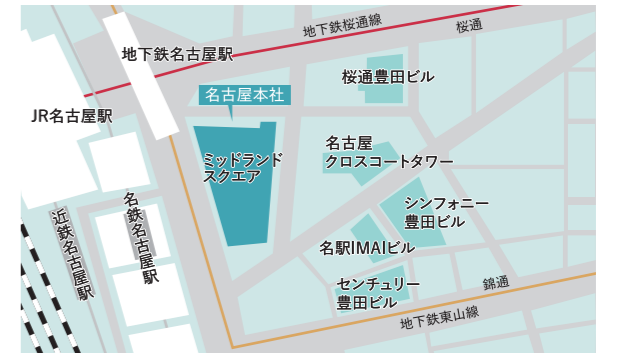 地下鉄桜通線
桜通
地下鉄名古屋駅
桜通豊田ビル
名古屋本社
JR名古屋駅
名古屋
クロスコートタワー
ミッドランド
スクエア
シンフォニー
豊田ビル
名鉄名古屋駅
近鉄名古屋駅
名駅IMAIビル
センチュリー
豊田ビル
錦通
地下鉄東山線